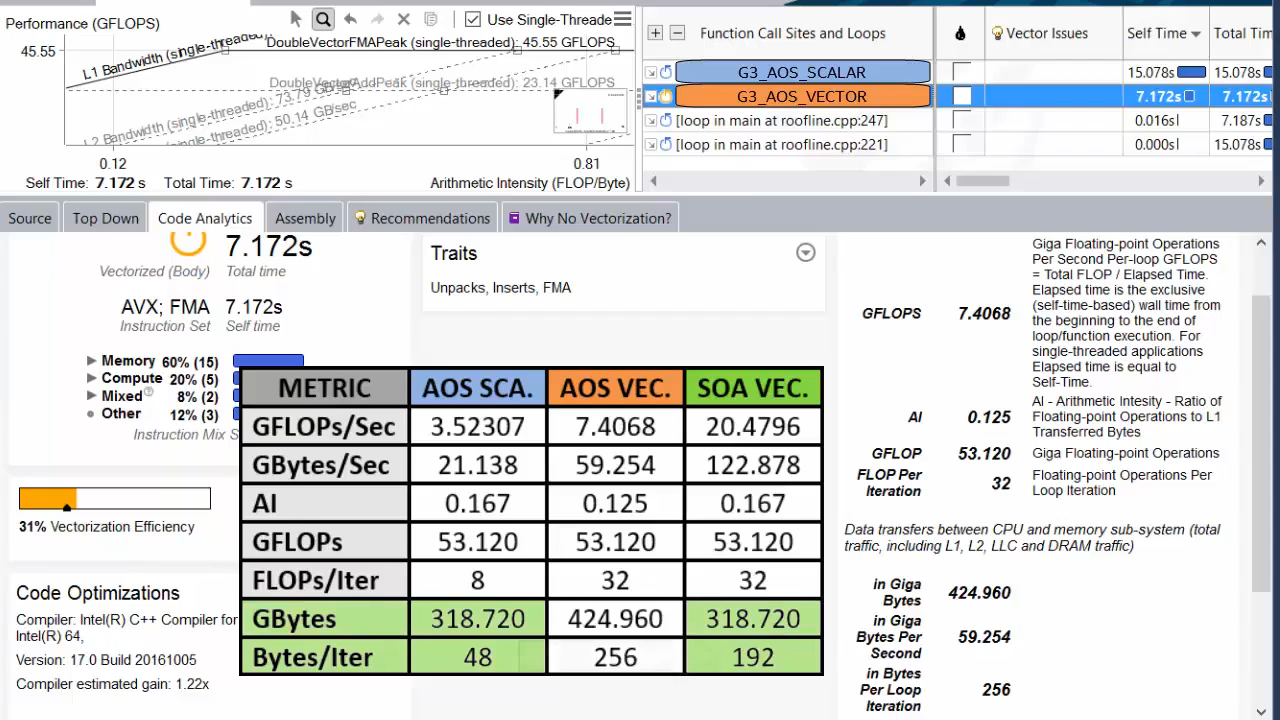 Performance (GFLOPS)
Use Single-Threade
45.55
L1 Bandwidth (single-thread
DoubleVectorFMAPeak (single-threaded): 45.55 GFLOPS
DoubleVectorAddPeak (single-threaded): 23.14 GFLOPS
L2 Bandwidth (single-threaded): 73.79 GB/sec
Bandwidth (single-threaded): 50.14 GB/sec
0.12
0.81
Self Time: 7.172 s Total Time: 7.172 s
Arithmetic Intensity (FLOP/Byte)
Function Call Sites and Loops
Vector Issues
Self Time
Total Tim
G3_AOS_SCALAR
15.078s
15.078s
G3_AOS_VECTOR
7.172s
7.172s
[loop in main at roofline.cpp:247]
0.016s
7.187s
[loop in main at roofline.cpp:221]
0.000s
15.078s
Source
Top Down
Code Analytics
Assembly
Recommendations
Why No Vectorization?
7.172s
Vectorized (Body) Total time
AVX; FMA 7.172s
Instruction Set Self time
Memory 60% (15)
Compute 20% (5)
Mixed 8% (2)
Other 12% (3)
Instruction Mix S
31% Vectorization Efficiency
Code Optimizations
Compiler: Intel(R) C++ Compiler for
Intel(R) 64,
Version: 17.0 Build 20161005
Compiler estimated gain: 1.22x
Traits
Unpacks, Inserts, FMA
METRIC AOS SCA. AOS VEC. SOA VEC.
GFLOPs/Sec 3.52307 7.4068 20.4796
GBytes/Sec 21.138 59.254 122.878
AI 0.167 0.125 0.167
GFLOPs 53.120 53.120 53.120
FLOPs/Iter 8 32 32
GBytes 318.720 424.960 318.720
Bytes/Iter 48 256 192
GFLOPS 7.4068
Giga Floating-point Operations
Per Second Per-loop GFLOPS
= Total FLOP / Elapsed Time.
Elapsed time is the exclusive
(self-time-based) wall time from
the beginning to the end of
loop/function execution. For
single-threaded applications
Elapsed time is equal to
Self-Time.
AI 0.125
AI - Arithmetic Intesity - Ratio of
Floating-point Operations to L1
Transferred Bytes
GFLOP 53.120 Giga Floating-point Operations
FLOP Per
Iteration
32
Floating-point Operations Per
Loop Iteration
Data transfers between CPU and memory sub-system (total
traffic, including L1, L2, LLC and DRAM traffic)
in Giga
Bytes
424.960
in Giga
Bytes Per
Second
59.254
in Bytes
Per Loop
Iteration
256